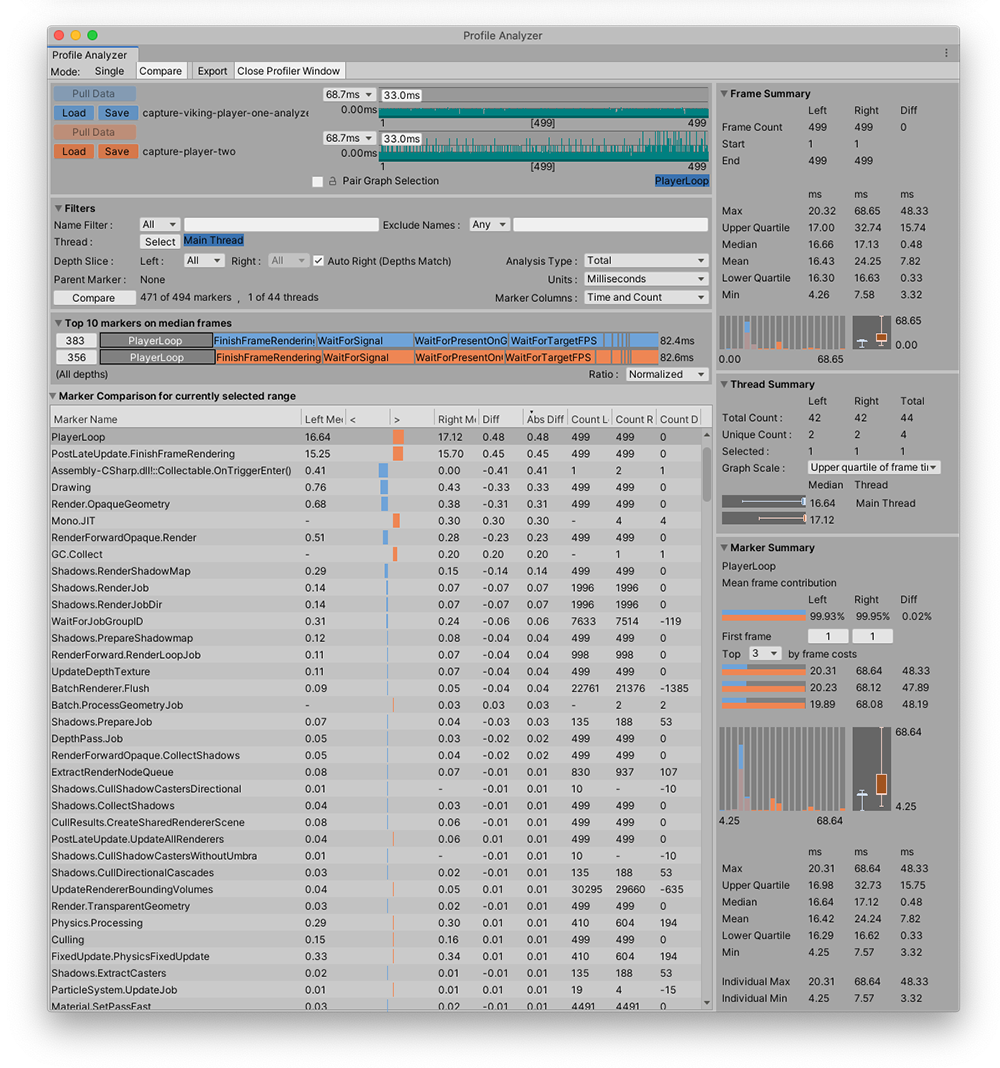 Profile Analyzer
Profile Analyzer
Mode: Single Compare Export Close Profiler Window
Pull Data 68.7ms 33.0ms
Load Save capture-viking-player-one-analyze 0.00ms
1 [499] 499
Pull Data 68.7ms 33.0ms
Load Save capture-player-two 0.00ms
1 [499] 499
Pair Graph Selection PlayerLoop
Filters
Name Filter : All Exclude Names : Any
Thread : Select Main Thread
Depth Slice : Left : All Right : All Auto Right (Depths Match) Analysis Type : Total
Parent Marker : None Units : Milliseconds
Compare 471 of 494 markers , 1 of 44 threads Marker Columns : Time and Count
Top 10 markers on median frames
383 PlayerLoop FinishFrameRendering WaitForSignal WaitForPresentOnG WaitForTargetFPS 82.4ms
356 PlayerLoop FinishFrameRendering WaitForSignal WaitForPresentOn WaitForTargetFPS 82.6ms
(All depths) Ratio : Normalized
Marker Comparison for currently selected range
Marker Name Left Me < > Right M Diff Abs Diff Count L Count R Count D
PlayerLoop 16.64 17.12 0.48 0.48 499 499 0
PostLateUpdate.FinishFrameRendering 15.25 15.70 0.45 0.45 499 499 0
Assembly-CSharp.dll!::Collectable.OnTriggerEnter() 0.41 0.00 -0.41 0.41 1 2 1
Drawing 0.76 0.43 -0.33 0.33 499 499 0
Render.OpaqueGeometry 0.68 0.38 -0.31 0.31 499 499 0
Mono.JIT - 0.30 0.30 0.30 - 4 4
RenderForwardOpaque.Render 0.51 0.28 -0.23 0.23 499 499 0
GC.Collect - 0.20 0.20 0.20 - 1 1
Shadows.RenderShadowMap 0.29 0.15 -0.14 0.14 499 499 0
Shadows.RenderJob 0.14 0.07 -0.07 0.07 1996 1996 0
Shadows.RenderJobDir 0.14 0.07 -0.07 0.07 1996 1996 0
WaitForJobGroupID 0.31 0.24 -0.06 0.06 7633 7514 -119
Shadows.PrepareShadowmap 0.12 0.08 -0.04 0.04 499 499 0
RenderForward.RenderLoopJob 0.11 0.07 -0.04 0.04 998 998 0
UpdateDepthTexture 0.11 0.07 -0.04 0.04 499 499 0
BatchRenderer.Flush 0.09 0.05 -0.04 0.04 22761 21376 -1385
Batch.ProcessGeometryJob - 0.03 0.03 0.03 - 2 2
Shadows.PrepareJob 0.07 0.04 -0.03 0.03 135 188 53
DepthPass.Job 0.05 0.03 -0.02 0.02 499 499 0
RenderForwardOpaque.CollectShadows 0.05 0.04 -0.02 0.02 499 499 0
ExtractRenderNodeQueue 0.08 0.07 -0.01 0.01 830 937 107
Shadows.CullShadowCastersDirectional 0.01 - -0.01 0.01 10 - -10
Shadows.CollectShadows 0.04 0.03 -0.01 0.01 499 499 0
CullResults.CreateSharedRendererScene 0.08 0.06 -0.01 0.01 499 499 0
PostLateUpdate.UpdateAllRenderers 0.04 0.06 0.01 0.01 499 499 0
Shadows.CullShadowCastersWithoutUmbra 0.01 - -0.01 0.01 10 - -10
Shadows.CullDirectionalCascades 0.03 0.02 -0.01 0.01 135 188 53
UpdateRendererBoundingVolumes 0.04 0.05 0.01 0.01 30295 29660 -635
Render.TransparentGeometry 0.03 0.02 -0.01 0.01 499 499 0
Physics.Processing 0.29 0.30 0.01 0.01 410 604 194
Culling 0.15 0.16 0.01 0.01 499 499 0
FixedUpdate.PhysicsFixedUpdate 0.33 0.34 0.01 0.01 410 604 194
Shadows.ExtractCasters 0.02 0.01 -0.01 0.01 135 188 53
ParticleSystem.UpdateJob 0.01 0.01 -0.01 0.01 19 4 -15
Material.SetPassFast 0.03 0.02 -0.01 0.01 4491 4491 0
Frame Summary
Left Right Diff
Frame Count 499 499 0
Start 1 1
End 499 499
ms ms ms
Max 20.32 68.65 48.33
Upper Quartile 17.00 32.74 15.74
Median 16.66 17.13 0.48
Mean 16.43 24.25 7.82
Lower Quartile 16.30 16.63 0.33
Min 4.26 7.58 3.32
68.65
0.00
0.00 68.65
Thread Summary
Left Right Total
Total Count : 42 42 44
Unique Count : 2 2 4
Selected : 1 1 1
Graph Scale : Upper quartile of frame ti
Median Thread
16.64 Main Thread
17.12
Marker Summary
PlayerLoop
Mean frame contribution
Left Right Diff
99.93% 99.95% 0.02%
First frame 1 1
Top 3 by frame costs
20.31 68.64 48.33
20.23 68.12 47.89
19.89 68.08 48.19
68.64
4.25
4.25 68.64
ms ms ms
Max 20.31 68.64 48.33
Upper Quartile 16.98 32.73 15.75
Median 16.64 17.12 0.48
Mean 16.42 24.24 7.82
Lower Quartile 16.29 16.62 0.33
Min 4.25 7.57 3.32
Individual Max 20.31 68.64 48.33
Individual Min 4.25 7.57 3.32